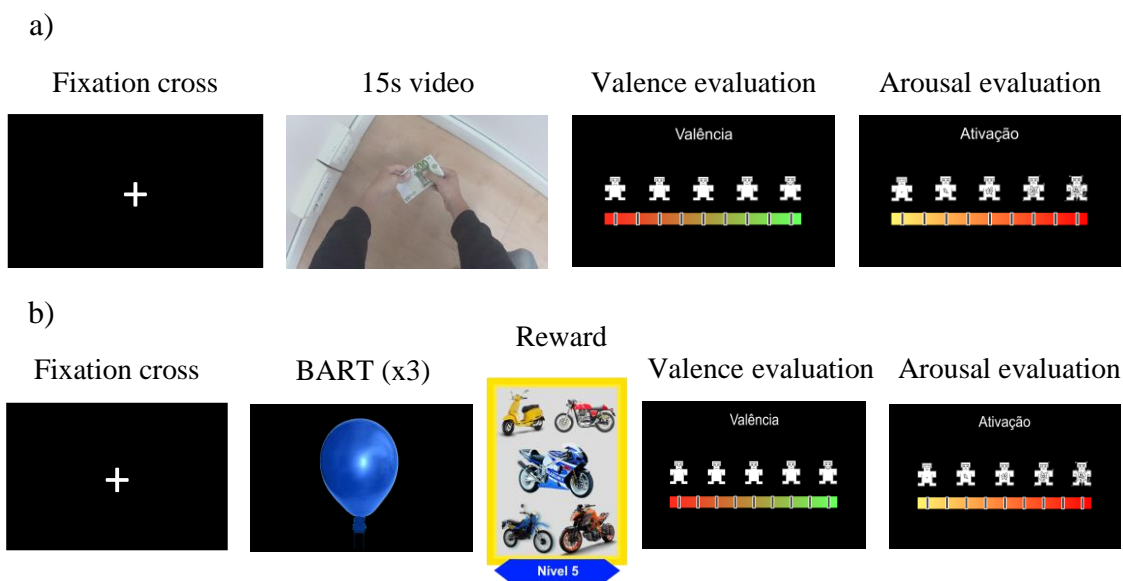 a)
Fixation cross
15s video
Valence evaluation
Arousal evaluation
100
Valência
Ativação
b)
Reward
Fixation cross
BART (x3)
Valence evaluation
Arousal evaluation
Valência
Ativação
Nível 5